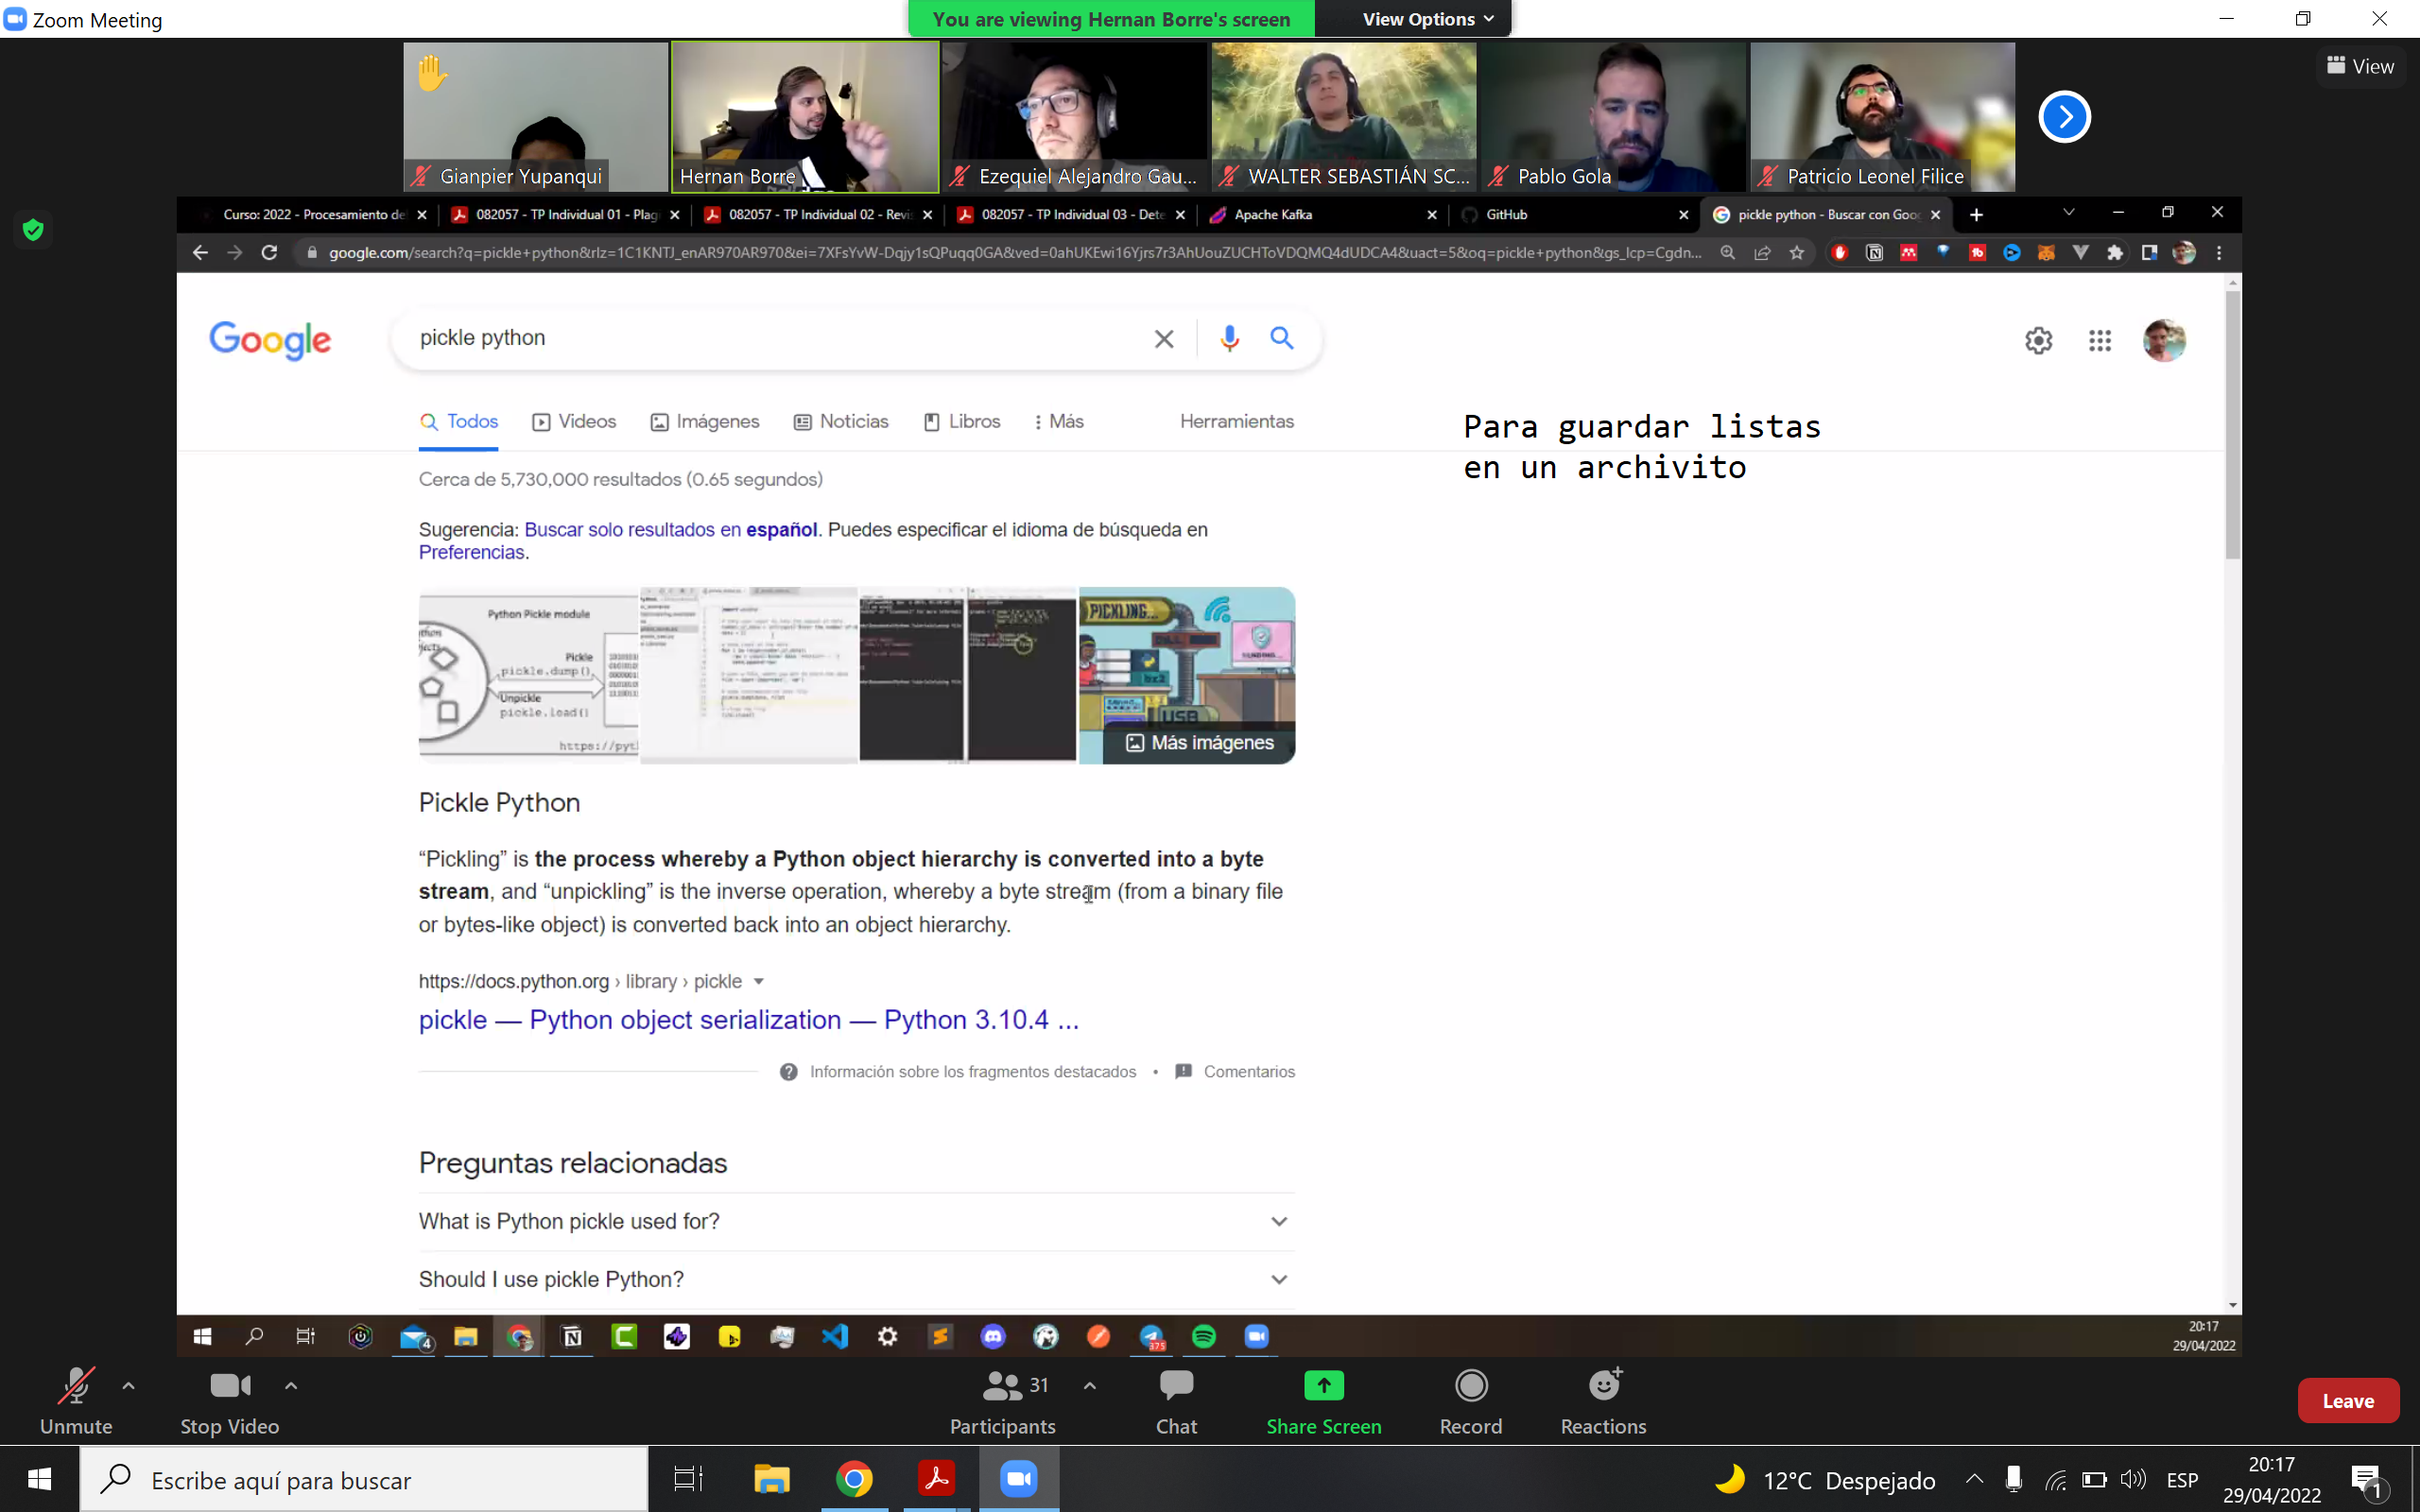 Zoom Meeting
You are viewing Hernan Borre's screen
View Options
View
Gianpier Yupanqui
Hernan Borre
Ezequiel Alejandro Gau...
WALTER SEBASTIÁN SC...
Pablo Gola
Patricio Leonel Filice
Curso: 2022 - Procesamiento de
082057 - TP Individual 01 - Plag
082057 - TP Individual 02 - Revi
082057 - TP Individual 03 - Dete
Apache Kafka
GitHub
pickle python - Buscar con Goog
google.com/search?q=pickle+python&rlz=1C1KNTJ_enAR970AR970&ei=7XFsYvW-Dqjy1sQPuqq0GA&ved=0ahUKEwi16Yjrs7r3AhUouZUCHToVDQMQ4dUDCA4&uact=5&oq=pickle+python&gs_lcp=Cgdn...
Google
pickle python
Todos
Videos
Imágenes
Noticias
Libros
Más
Herramientas
Para guardar listas
en un archivito
Cerca de 5,730,000 resultados (0.65 segundos)
Sugerencia: Buscar solo resultados en español. Puedes especificar el idioma de búsqueda en
Preferencias.
Python Pickle module
Pickle
pickle.dump()
Unpickle
pickle.load()
PICKLING...
USB
Más imágenes
Pickle Python
“Pickling” is the process whereby a Python object hierarchy is converted into a byte
stream, and “unpickling” is the inverse operation, whereby a byte stream (from a binary file
or bytes-like object) is converted back into an object hierarchy.
https://docs.python.org › library › pickle
pickle — Python object serialization — Python 3.10.4 ...
Información sobre los fragmentos destacados
•
Comentarios
Preguntas relacionadas
What is Python pickle used for?
Should I use pickle Python?
4
375
20:17
29/04/2022
Unmute
Stop Video
31
Participants
Chat
Share Screen
Record
Reactions
Leave
Escribe aquí para buscar
12°C Despejado
ESP
20:17
29/04/2022
1